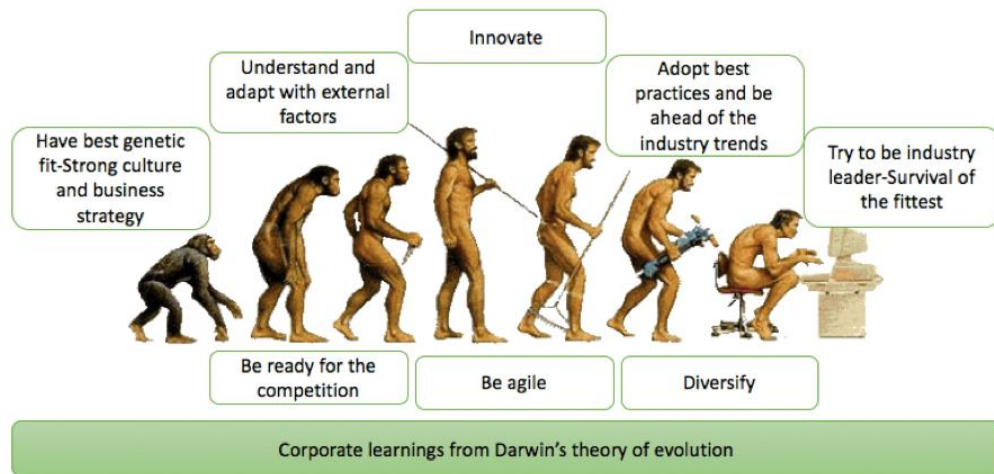 Innovate
Understand and
adapt with external
factors
Adopt best
practices and be
ahead of the
industry trends
Have best genetic
fit-Strong culture
and business
strategy
Try to be industry
leader-Survival of
the fittest
Be ready for the
competition
Be agile
Diversify
Corporate learnings from Darwin’s theory of evolution